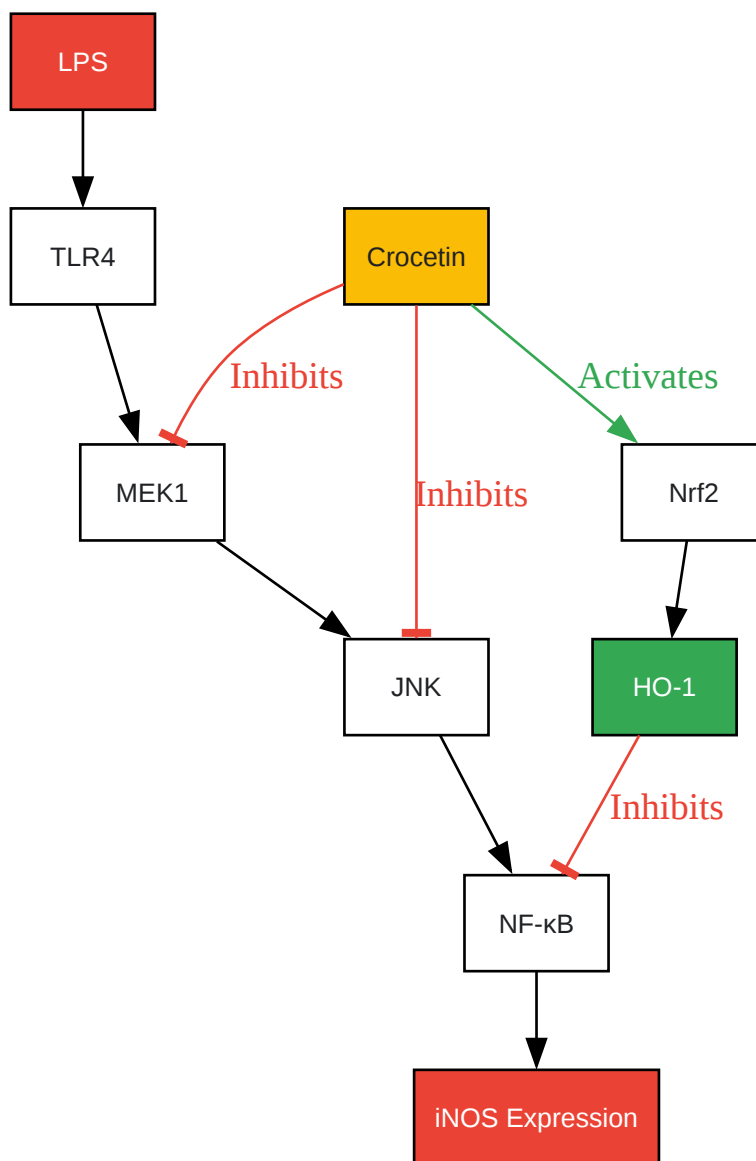 LPS
TLR4
Crocetin
Inhibits
Activates
MEK1
Inhibits
Nrf2
JNK
HO-1
Inhibits
NF-κB
iNOS Expression